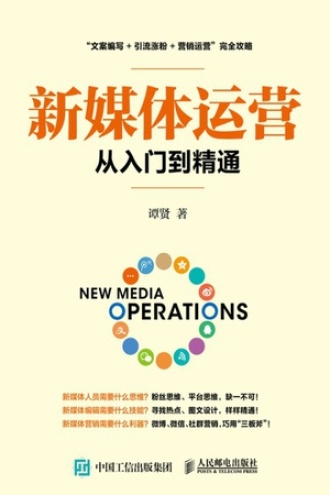 “文案编写 + 引流涨粉 + 营销运营”完全攻略
新媒体运营
从入门到精通
谭贤 著
NEW MEDIA
OPERATIONS
新媒体人员需要什么思维?粉丝思维、平台思维,缺一不可!
新媒体编辑需要什么技能?寻找热点、图文设计,样样精通!
新媒体营销需要什么利器?微博、微信、社群营销,巧用“三板斧”!
中国工信出版集团
人民邮电出版社
POSTS & TELECOM PRESS